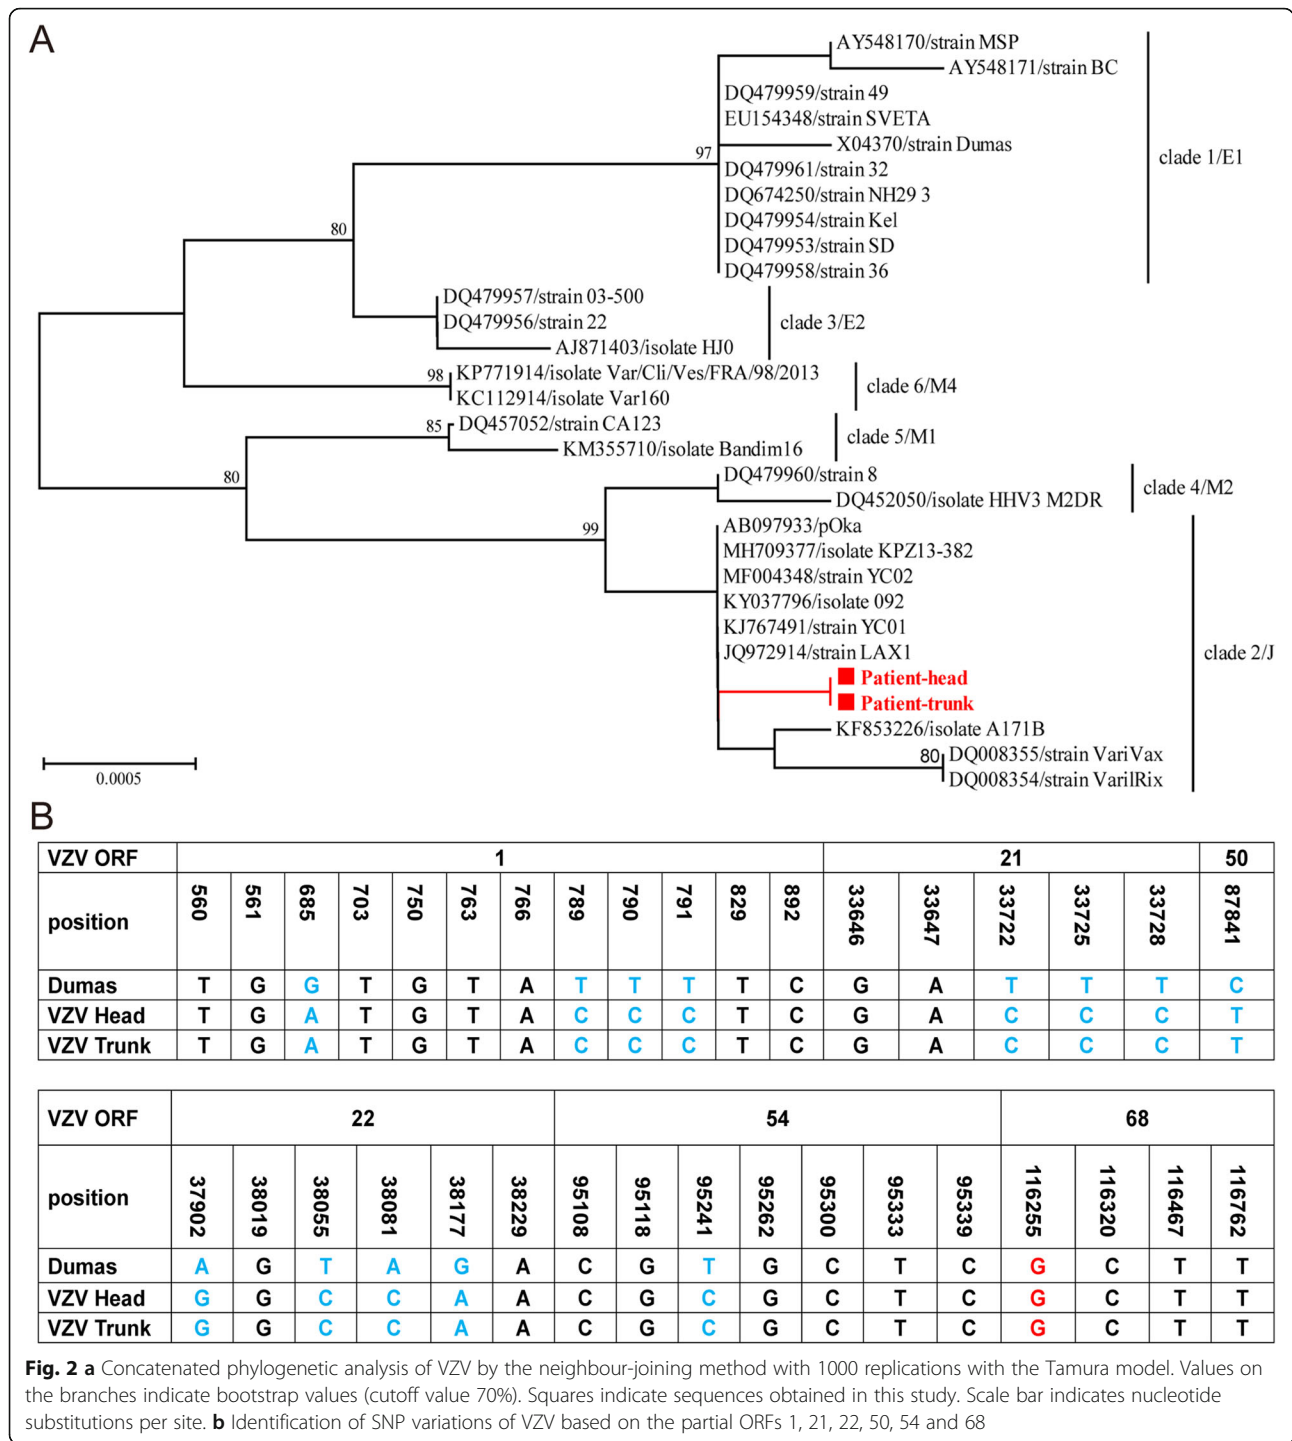 A
AY548170/strain MSP
AY548171/strain BC
DQ479959/strain 49
EU154348/strain SVETA
X04370/strain Dumas
97
clade 1/E1
DQ479961/strain 32
DQ674250/strain NH29 3
DQ479954/strain Kel
80
DQ479953/strain SD
DQ479958/strain 36
DQ479957/strain 03-500
DQ479956/strain 22
clade 3/E2
AJ871403/isolate HJ0
98
KP771914/isolate Var/Cli/Ves/FRA/98/2013
clade 6/M4
KC112914/isolate Var160
85
DQ457052/strain CA123
clade 5/M1
KM355710/isolate Bandim16
80
DQ479960/strain 8
clade 4/M2
DQ452050/isolate HHV3 M2DR
99
AB097933/pOka
MH709377/isolate KPZ13-382
MF004348/strain YC02
KY037796/isolate 092
KJ767491/strain YC01
JQ972914/strain LAX1
clade 2/J
Patient-head
Patient-trunk
KF853226/isolate A171B
80
DQ008355/strain VariVax
DQ008354/strain VarilRix
0.0005
B
VZV ORF 1 21 50
position 560 561 685 703 750 763 766 789 790 791 829 892 33646 33647 33722 33725 33728 87841
Dumas T G G T G T A T T T T C G A T T T C
VZV Head T G A T G T A C C C T C G A C C C T
VZV Trunk T G A T G T A C C C T C G A C C C T
VZV ORF 22 54 68
position 37902 38019 38055 38081 38177 38229 95108 95118 95241 95262 95300 95333 95339 116255 116320 116467 116762
Dumas A G T A G A C G T G C T C G C T T
VZV Head G G C C A A C G C G C T C G C T T
VZV Trunk G G C C A A C G C G C T C G C T T
Fig. 2 a Concatenated phylogenetic analysis of VZV by the neighbour-joining method with 1000 replications with the Tamura model. Values on
the branches indicate bootstrap values (cutoff value 70%). Squares indicate sequences obtained in this study. Scale bar indicates nucleotide
substitutions per site. b Identification of SNP variations of VZV based on the partial ORFs 1, 21, 22, 50, 54 and 68